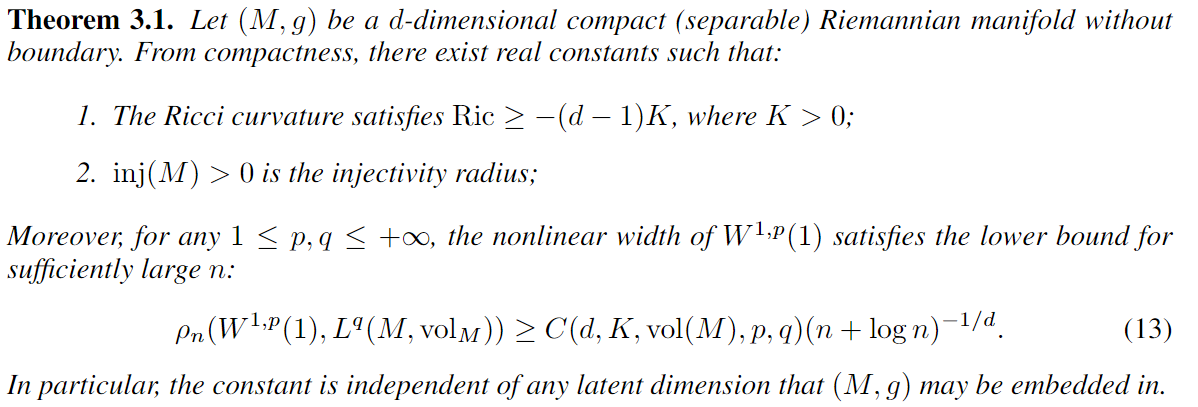 Theorem 3.1. Let (M, g) be a d-dimensional compact (separable) Riemannian manifold without
boundary. From compactness, there exist real constants such that:
1. The Ricci curvature satisfies Ric ≥ −(d − 1)K, where K > 0;
2. inj(M) > 0 is the injectivity radius;
Moreover, for any 1 ≤ p, q ≤ +∞, the nonlinear width of W^{1,p}(1) satisfies the lower bound for
sufficiently large n:
ρ_n(W^{1,p}(1), L^q(M, vol_M)) ≥ C(d, K, vol(M), p, q)(n + log n)^{−1/d}. (13)
In particular, the constant is independent of any latent dimension that (M, g) may be embedded in.